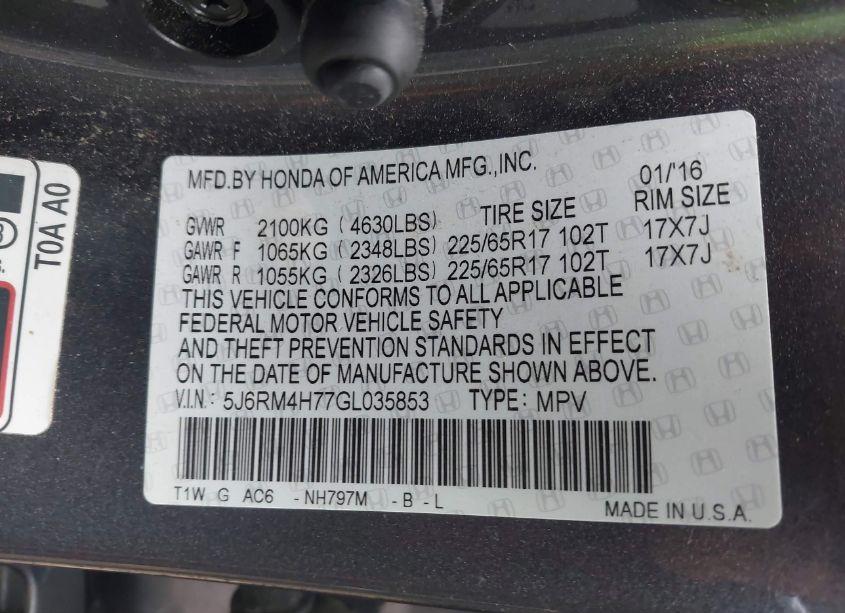 T0A A0
MFD.BY HONDA OF AMERICA MFG.,INC. 01/'16
TIRE SIZE RIM SIZE
GVWR 2100KG ( 4630LBS)
GAWR F 1065KG ( 2348LBS) 225/65R17 102T 17X7J
GAWR R 1055KG ( 2326LBS) 225/65R17 102T 17X7J
THIS VEHICLE CONFORMS TO ALL APPLICABLE
FEDERAL MOTOR VEHICLE SAFETY
AND THEFT PREVENTION STANDARDS IN EFFECT
ON THE DATE OF MANUFACTURE SHOWN ABOVE.
V.I.N.: 5J6RM4H77GL035853 TYPE: MPV
T1W G AC6 -NH797M -B-L
MADE IN U.S.A.